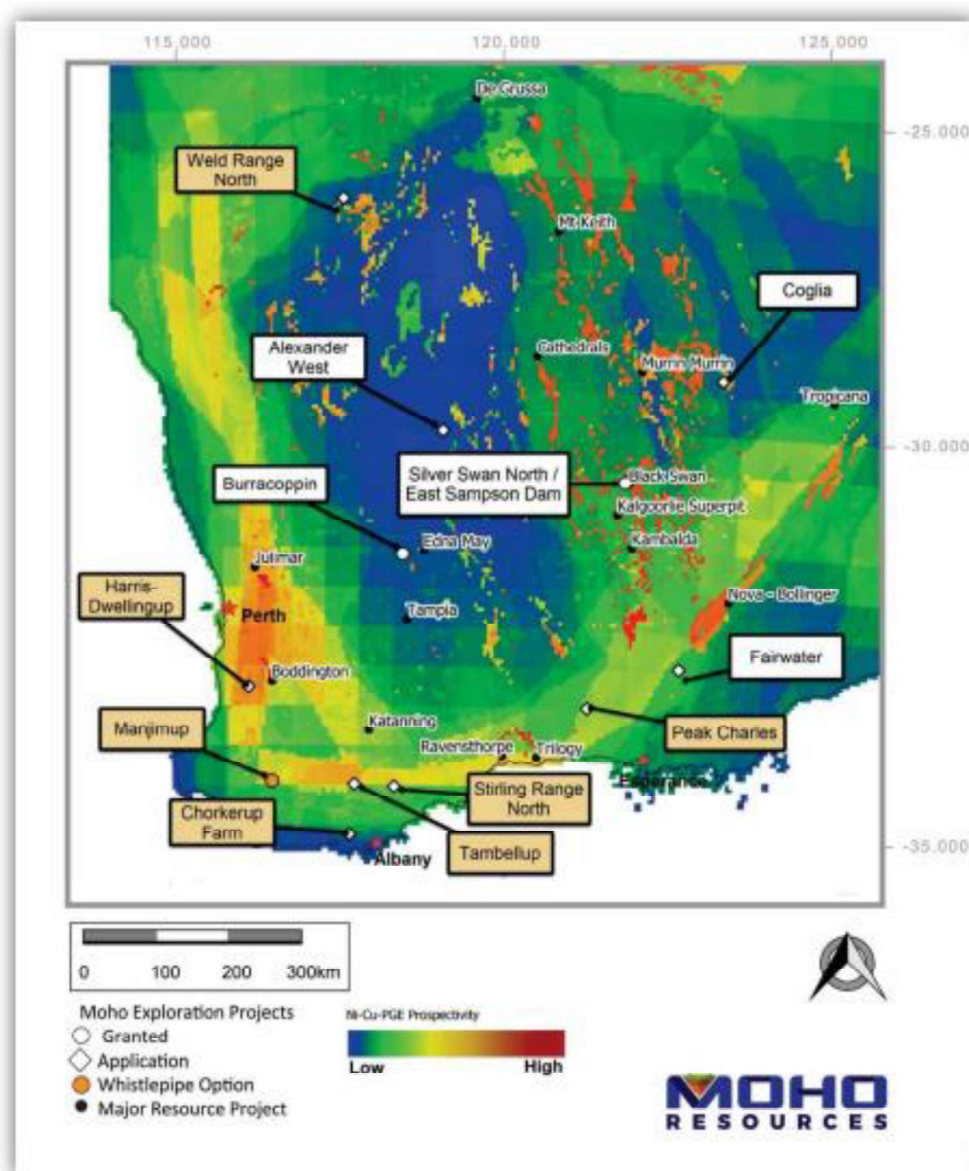 115.000
120.000
125.000
De Grussa
-25.000
Weld Range
North
Mt Keith
Coglia
Alexander
West
Cathedrals
Murrin Murrin
Tropicana
-30.000
Burracoppin
Silver Swan North /
East Sampson Dam
Black Swan
Kalgoorlie Superpit
Edna May
Kambalda
Julimar
Harris-
Dwellingup
Perth
Tampia
Nova - Bollinger
Boddington
Fairwater
Manjimup
Katanning
Peak Charles
Ravensthorpe
Trilogy
Esperance
Stirling Range
North
Chorkerup
Farm
Tambellup
Albany
-35.000
0 100 200 300km
Moho Exploration Projects
Granted
Application
Whistlepipe Option
Major Resource Project
Ni-Cu-PGE Prospectivity
Low High
MOHO
RESOURCES